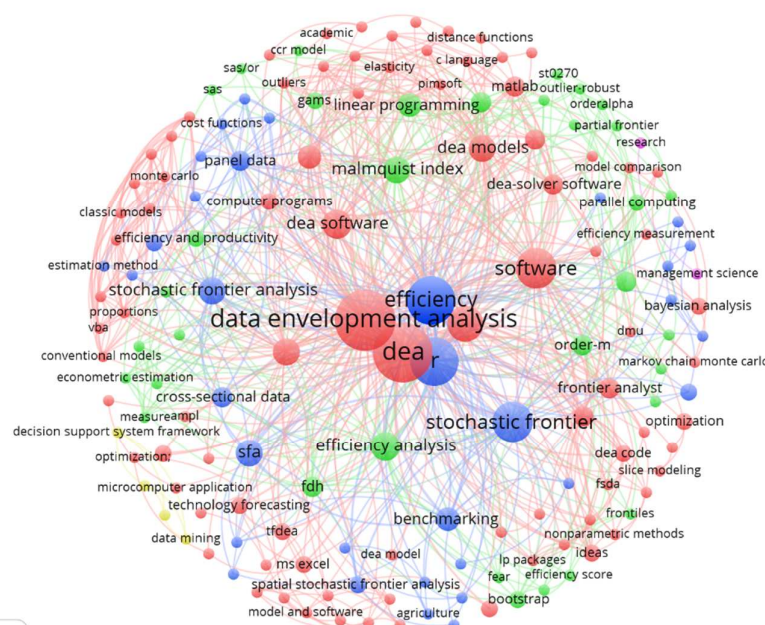 academic
distance functions
ccr model
c language
sas/or
elasticity
st0270
outliers
pimsoft
matlab
outlier-robust
sas
gams
linear programming
orderalpha
cost functions
partial frontier
research
dea models
panel data
malmquist index
model comparison
monte carlo
dea-solver software
computer programs
parallel computing
classic models
dea software
efficiency and productivity
efficiency measurement
estimation method
software
management science
stochastic frontier analysis
efficiency
bayesian analysis
proportions
data envelopment analysis
vba
dmu
order-m
conventional models
dea
r
markov chain monte carlo
econometric estimation
frontier analyst
cross-sectional data
measure
ampl
stochastic frontier
optimization
decision support system framework
efficiency analysis
sfa
dea code
optimization:
slice modeling
fsda
microcomputer application
fdh
technology forecasting
frontiles
benchmarking
tfdea
nonparametric methods
data mining
dea model
ideas
ms excel
lp packages
fear
efficiency score
spatial stochastic frontier analysis
bootstrap
model and software
agriculture